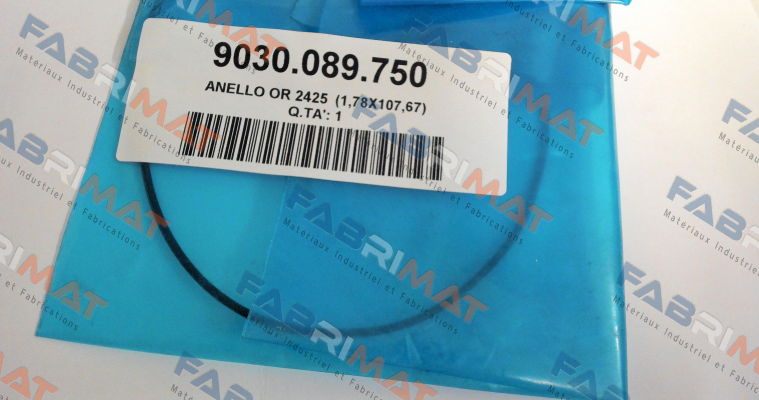 9030.089.750
ANELLO OR 2425 (1,78X107,67)
Q.TA': 1
FABRIMAT
Matériaux Industriel et Fabrications